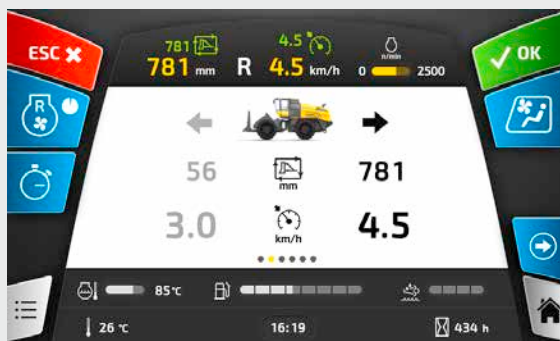 ESC
781
4.5
n/min
OK
781 mm
R
4.5 km/h
0
2500
R
56
mm
781
3.0
km/h
4.5
85°C
26 °C
16:19
434 h